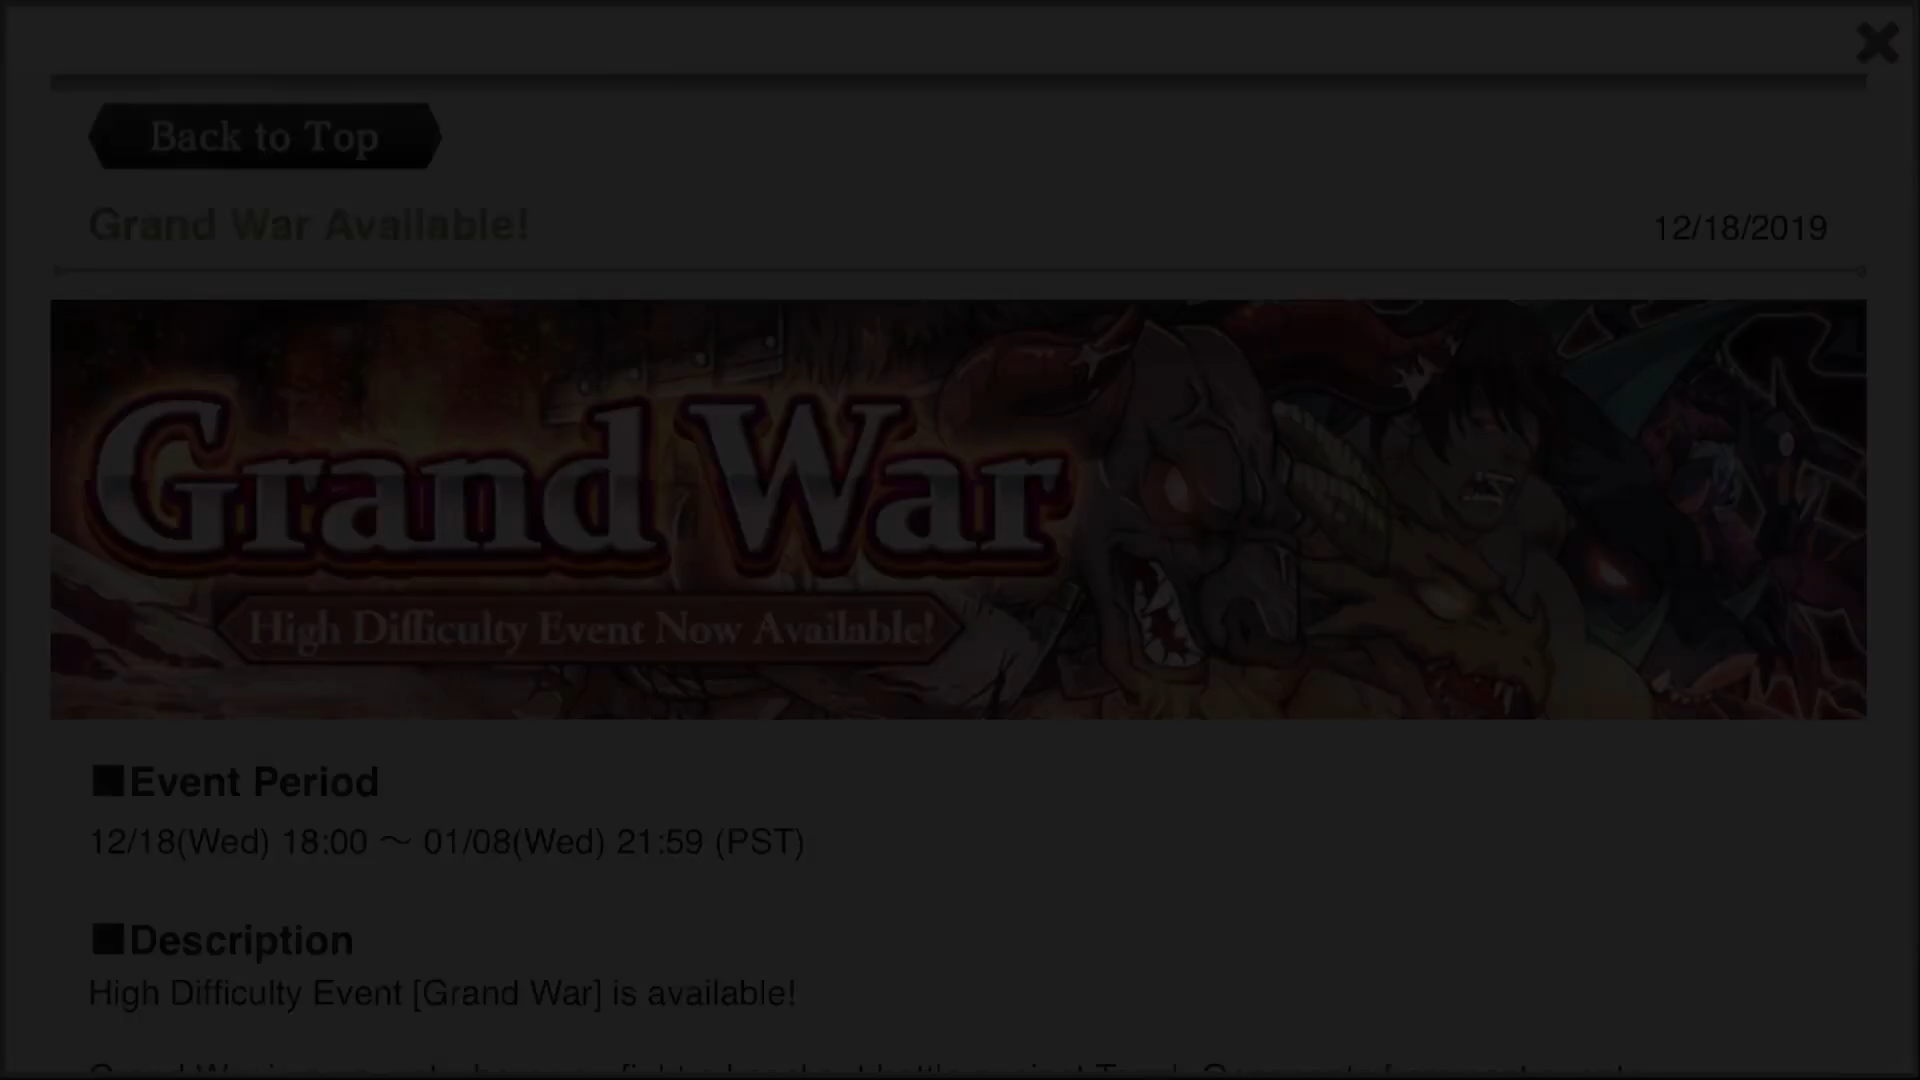 Back to Top
Grand War Available!
12/18/2019
Grand War
High Difficulty Event Now Available!
■Event Period
12/18(Wed) 18:00 ～ 01/08(Wed) 21:59 (PST)
■Description
High Difficulty Event [Grand War] is available!